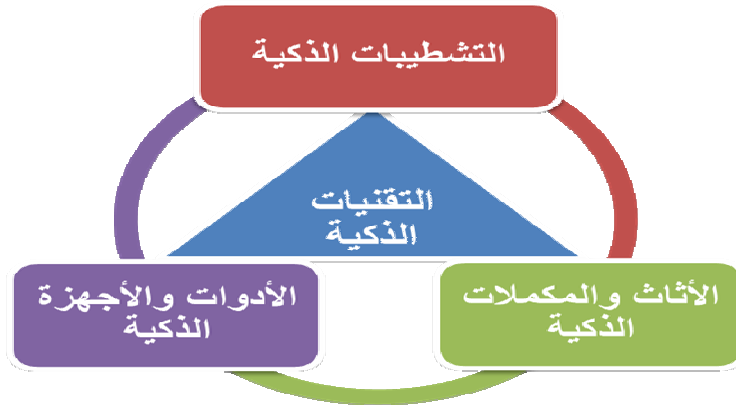 التشطيبات الذكية
التقنيات
الذكية
الأثاث والمكملات
الذكية
الأدوات والأجهزة
الذكية